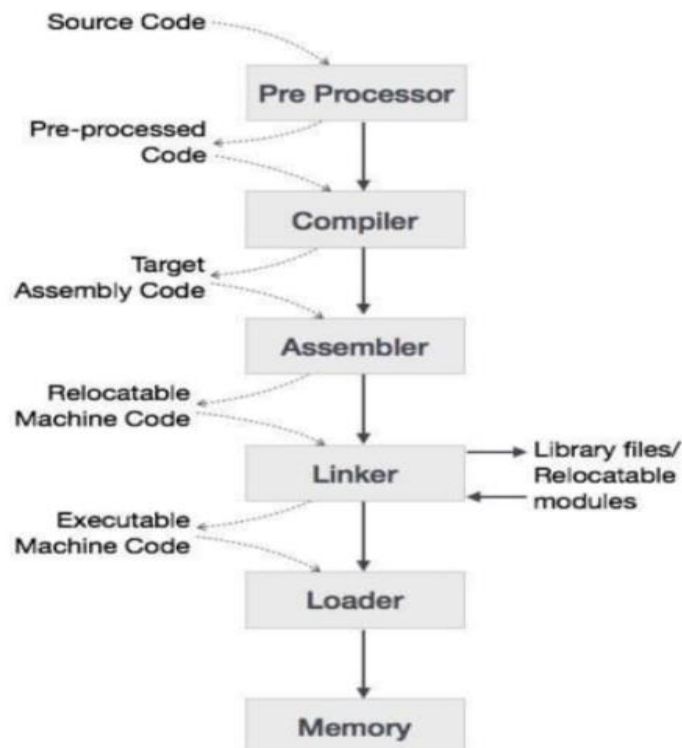 Source Code
Pre Processor
Pre-processed
Code
Compiler
Target
Assembly Code
Assembler
Relocatable
Machine Code
Linker
Library files/
Relocatable
modules
Executable
Machine Code
Loader
Memory